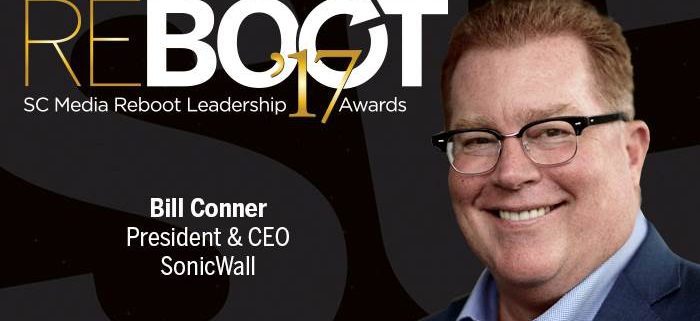 REBOOT
'17
SC Media Reboot Leadership Awards
Bill Conner
President & CEO
SonicWall